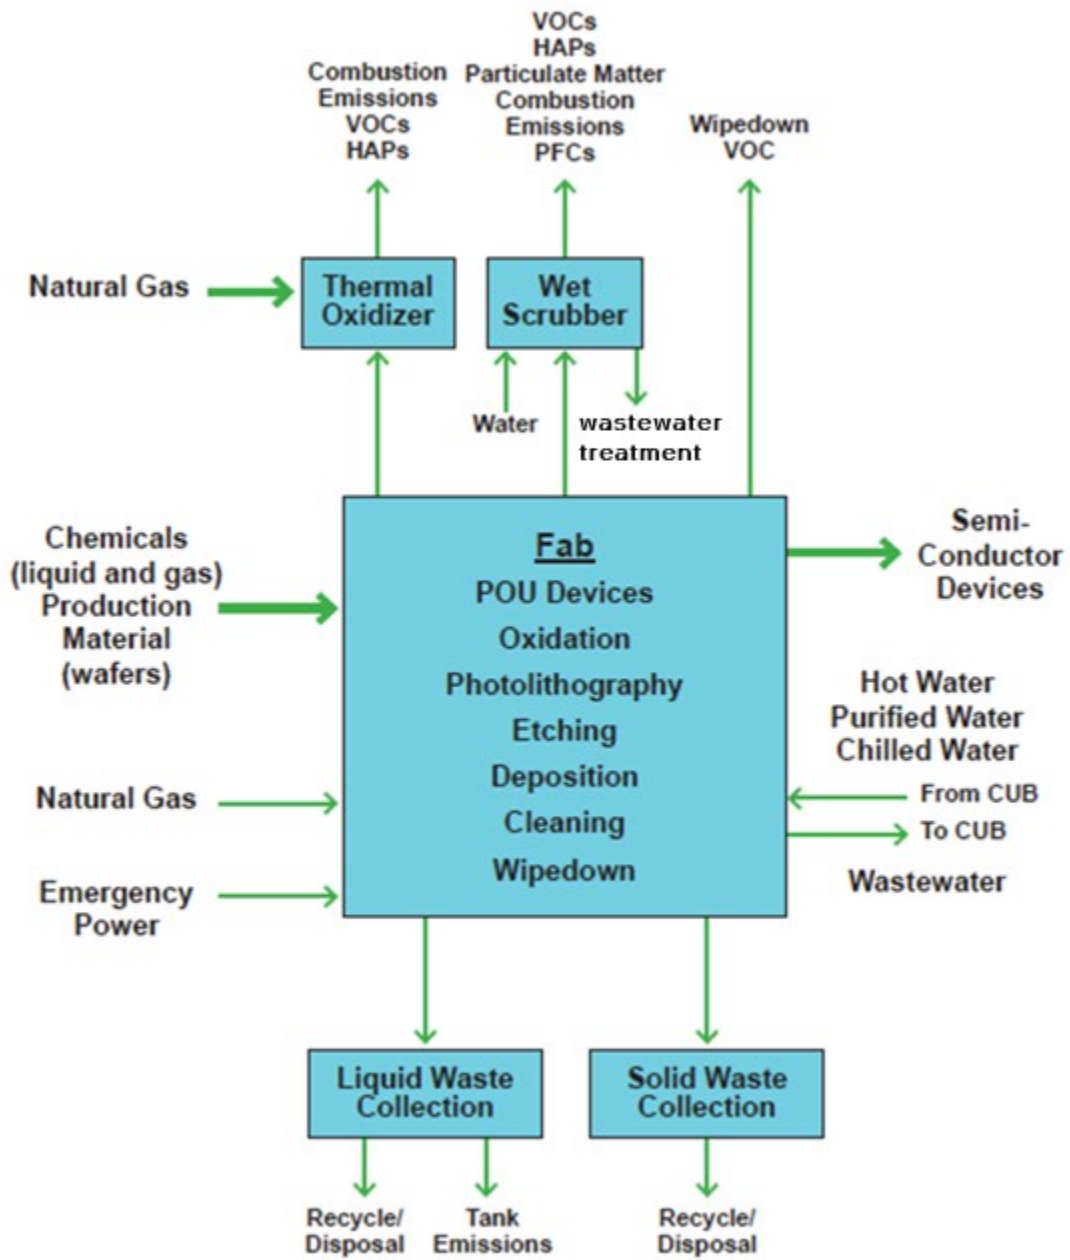 VOCs
HAPs
Particulate Matter
Combustion
Emissions
PFCs
Combustion
Emissions
VOCs
HAPs
Wipedown
VOC
Natural Gas
Thermal
Oxidizer
Wet
Scrubber
Water
wastewater
treatment
Chemicals
(liquid and gas)
Production
Material
(wafers)
Natural Gas
Emergency
Power
Fab
POU Devices
Oxidation
Photolithography
Etching
Deposition
Cleaning
Wipedown
Semi-
Conductor
Devices
Hot Water
Purified Water
Chilled Water
From CUB
To CUB
Wastewater
Liquid Waste
Collection
Solid Waste
Collection
Recycle/
Disposal
Tank
Emissions
Recycle/
Disposal